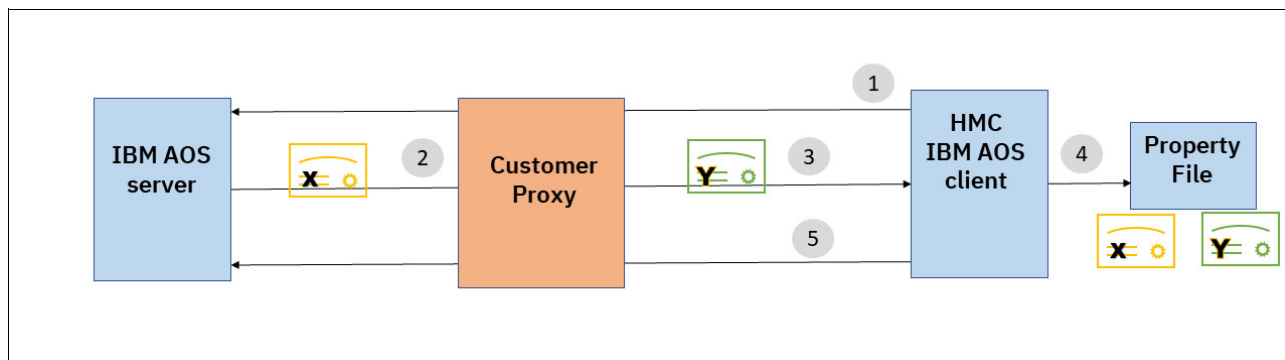 1
IBM AOS
server
X
2
Customer
Proxy
Y
3
HMC
IBM AOS
client
4
Property
File
5
X
Y